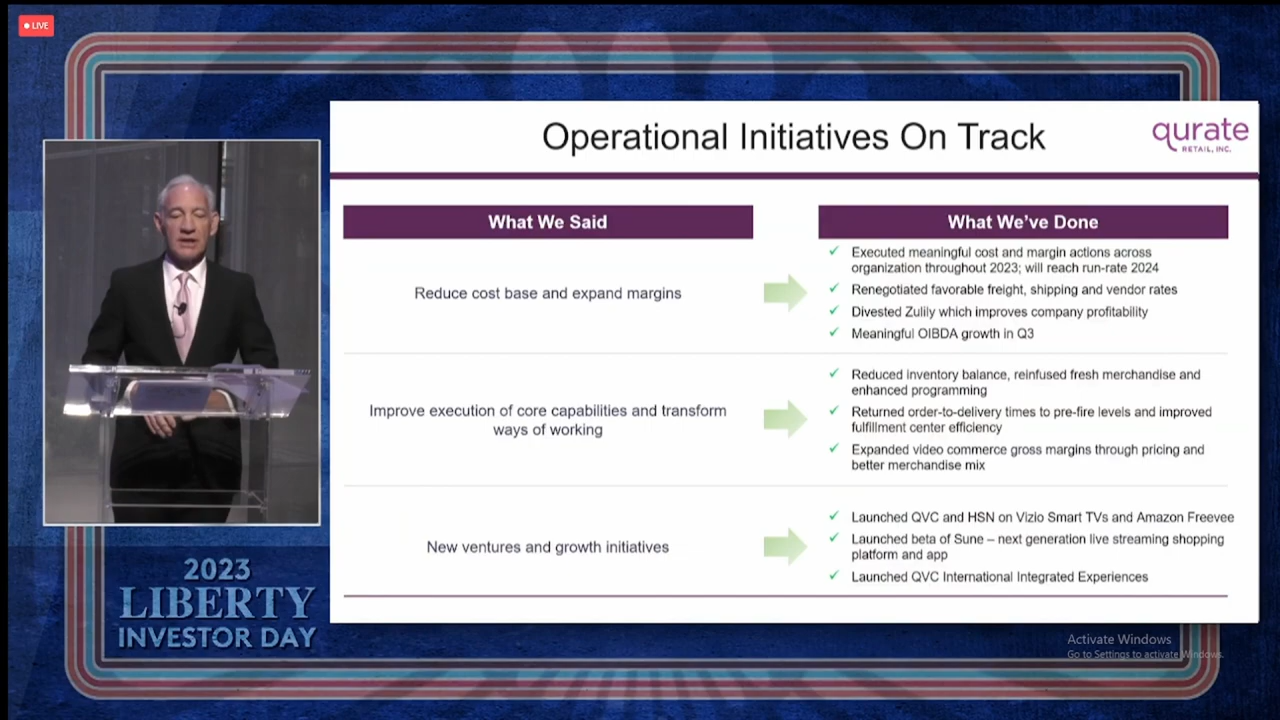 LIVE
Operational Initiatives On Track
qurate
RETAIL, INC.
What We Said
What We've Done
Reduce cost base and expand margins
Executed meaningful cost and margin actions across
organization throughout 2023; will reach run-rate 2024
Renegotiated favorable freight, shipping and vendor rates
Divested Zulily which improves company profitability
Meaningful OIBDA growth in Q3
Improve execution of core capabilities and transform
ways of working
Reduced inventory balance, reinfused fresh merchandise and
enhanced programming
Returned order-to-delivery times to pre-fire levels and improved
fulfillment center efficiency
Expanded video commerce gross margins through pricing and
better merchandise mix
New ventures and growth initiatives
Launched QVC and HSN on Vizio Smart TVs and Amazon Freevee
Launched beta of Sune – next generation live streaming shopping
platform and app
Launched QVC International Integrated Experiences
2023
LIBERTY
INVESTOR DAY
Activate Windows
Go to Settings to activate Windows.